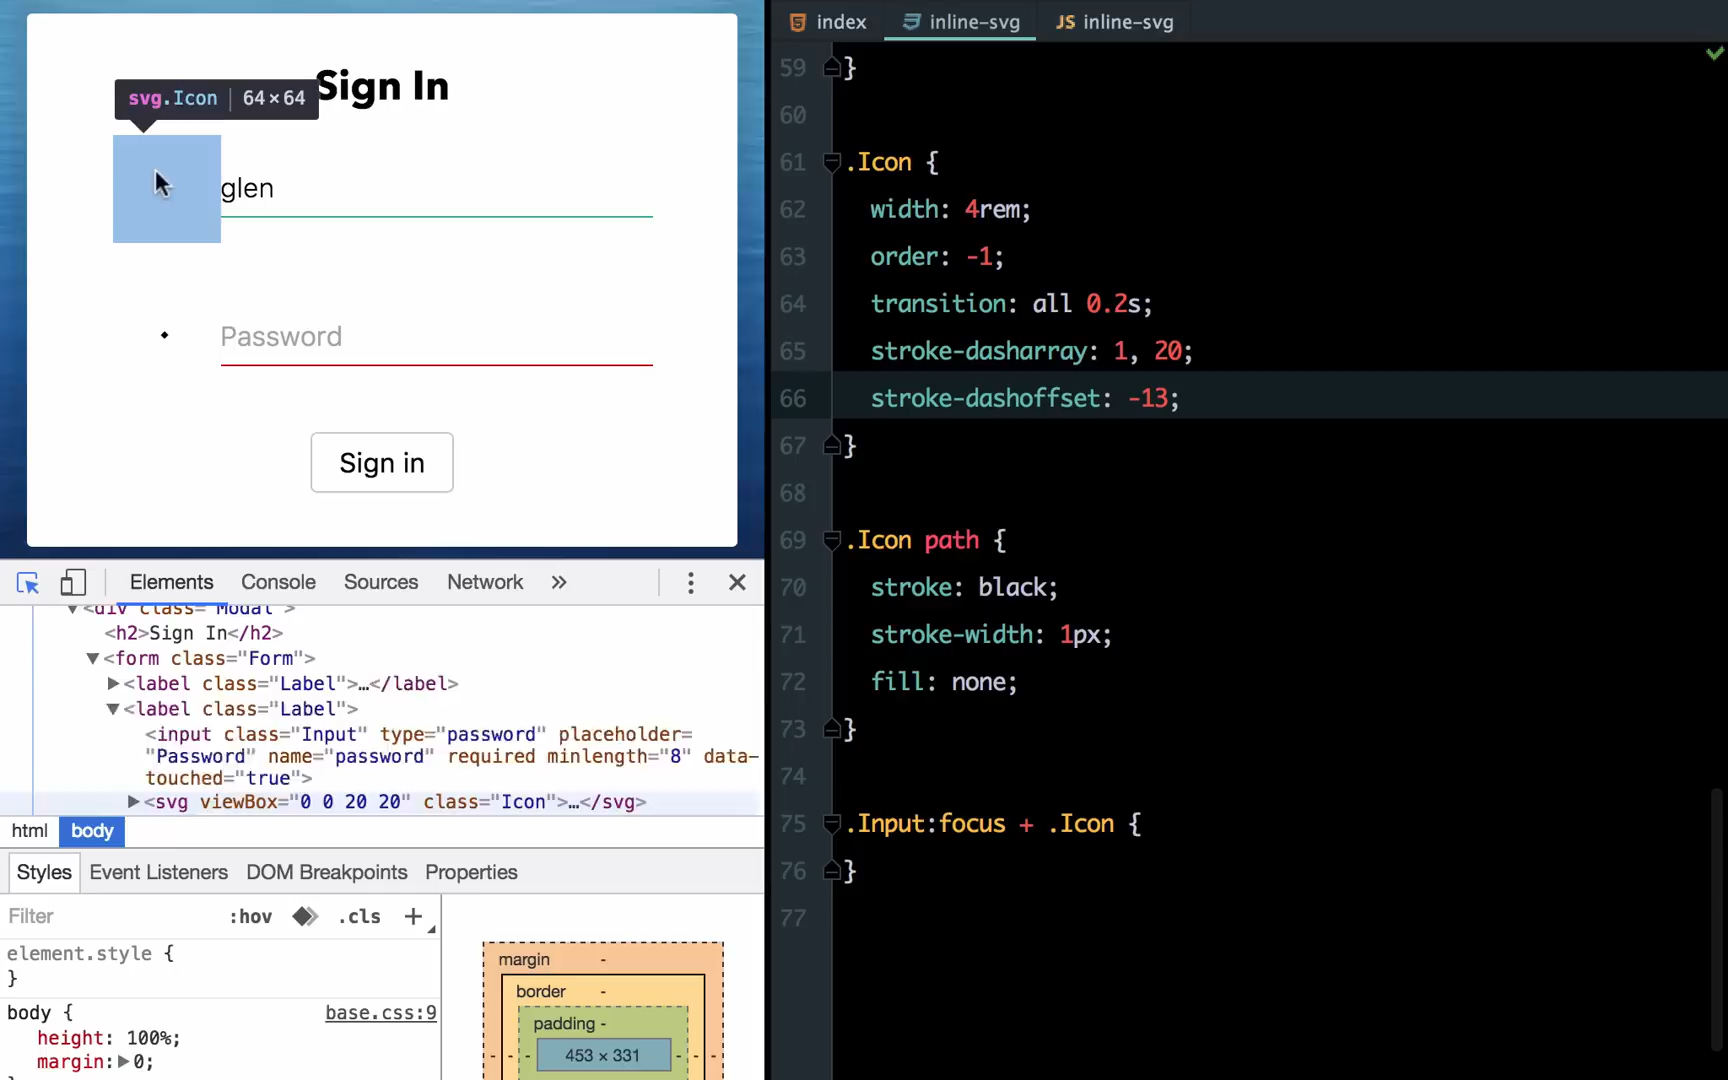 Sign In
svg.Icon | 64×64
glen
Password
Sign in
Elements Console Sources Network »
<div class="Modal">
<h2>Sign In</h2>
<form class="Form">
<label class="Label">…</label>
<label class="Label">
<input class="Input" type="password" placeholder=
"Password" name="password" required minlength="8" data-
touched="true">
<svg viewBox="0 0 20 20" class="Icon">…</svg>
html body
Styles Event Listeners DOM Breakpoints Properties
Filter :hov .cls +
element.style {
}
body { base.css:9
height: 100%;
margin: 0;
margin -
border -
padding -
- - - 453 × 331 - - -
index inline-svg JS inline-svg
59 }
60
61 .Icon {
62 width: 4rem;
63 order: -1;
64 transition: all 0.2s;
65 stroke-dasharray: 1, 20;
66 stroke-dashoffset: -13;
67 }
68
69 .Icon path {
70 stroke: black;
71 stroke-width: 1px;
72 fill: none;
73 }
74
75 .Input:focus + .Icon {
76 }
77